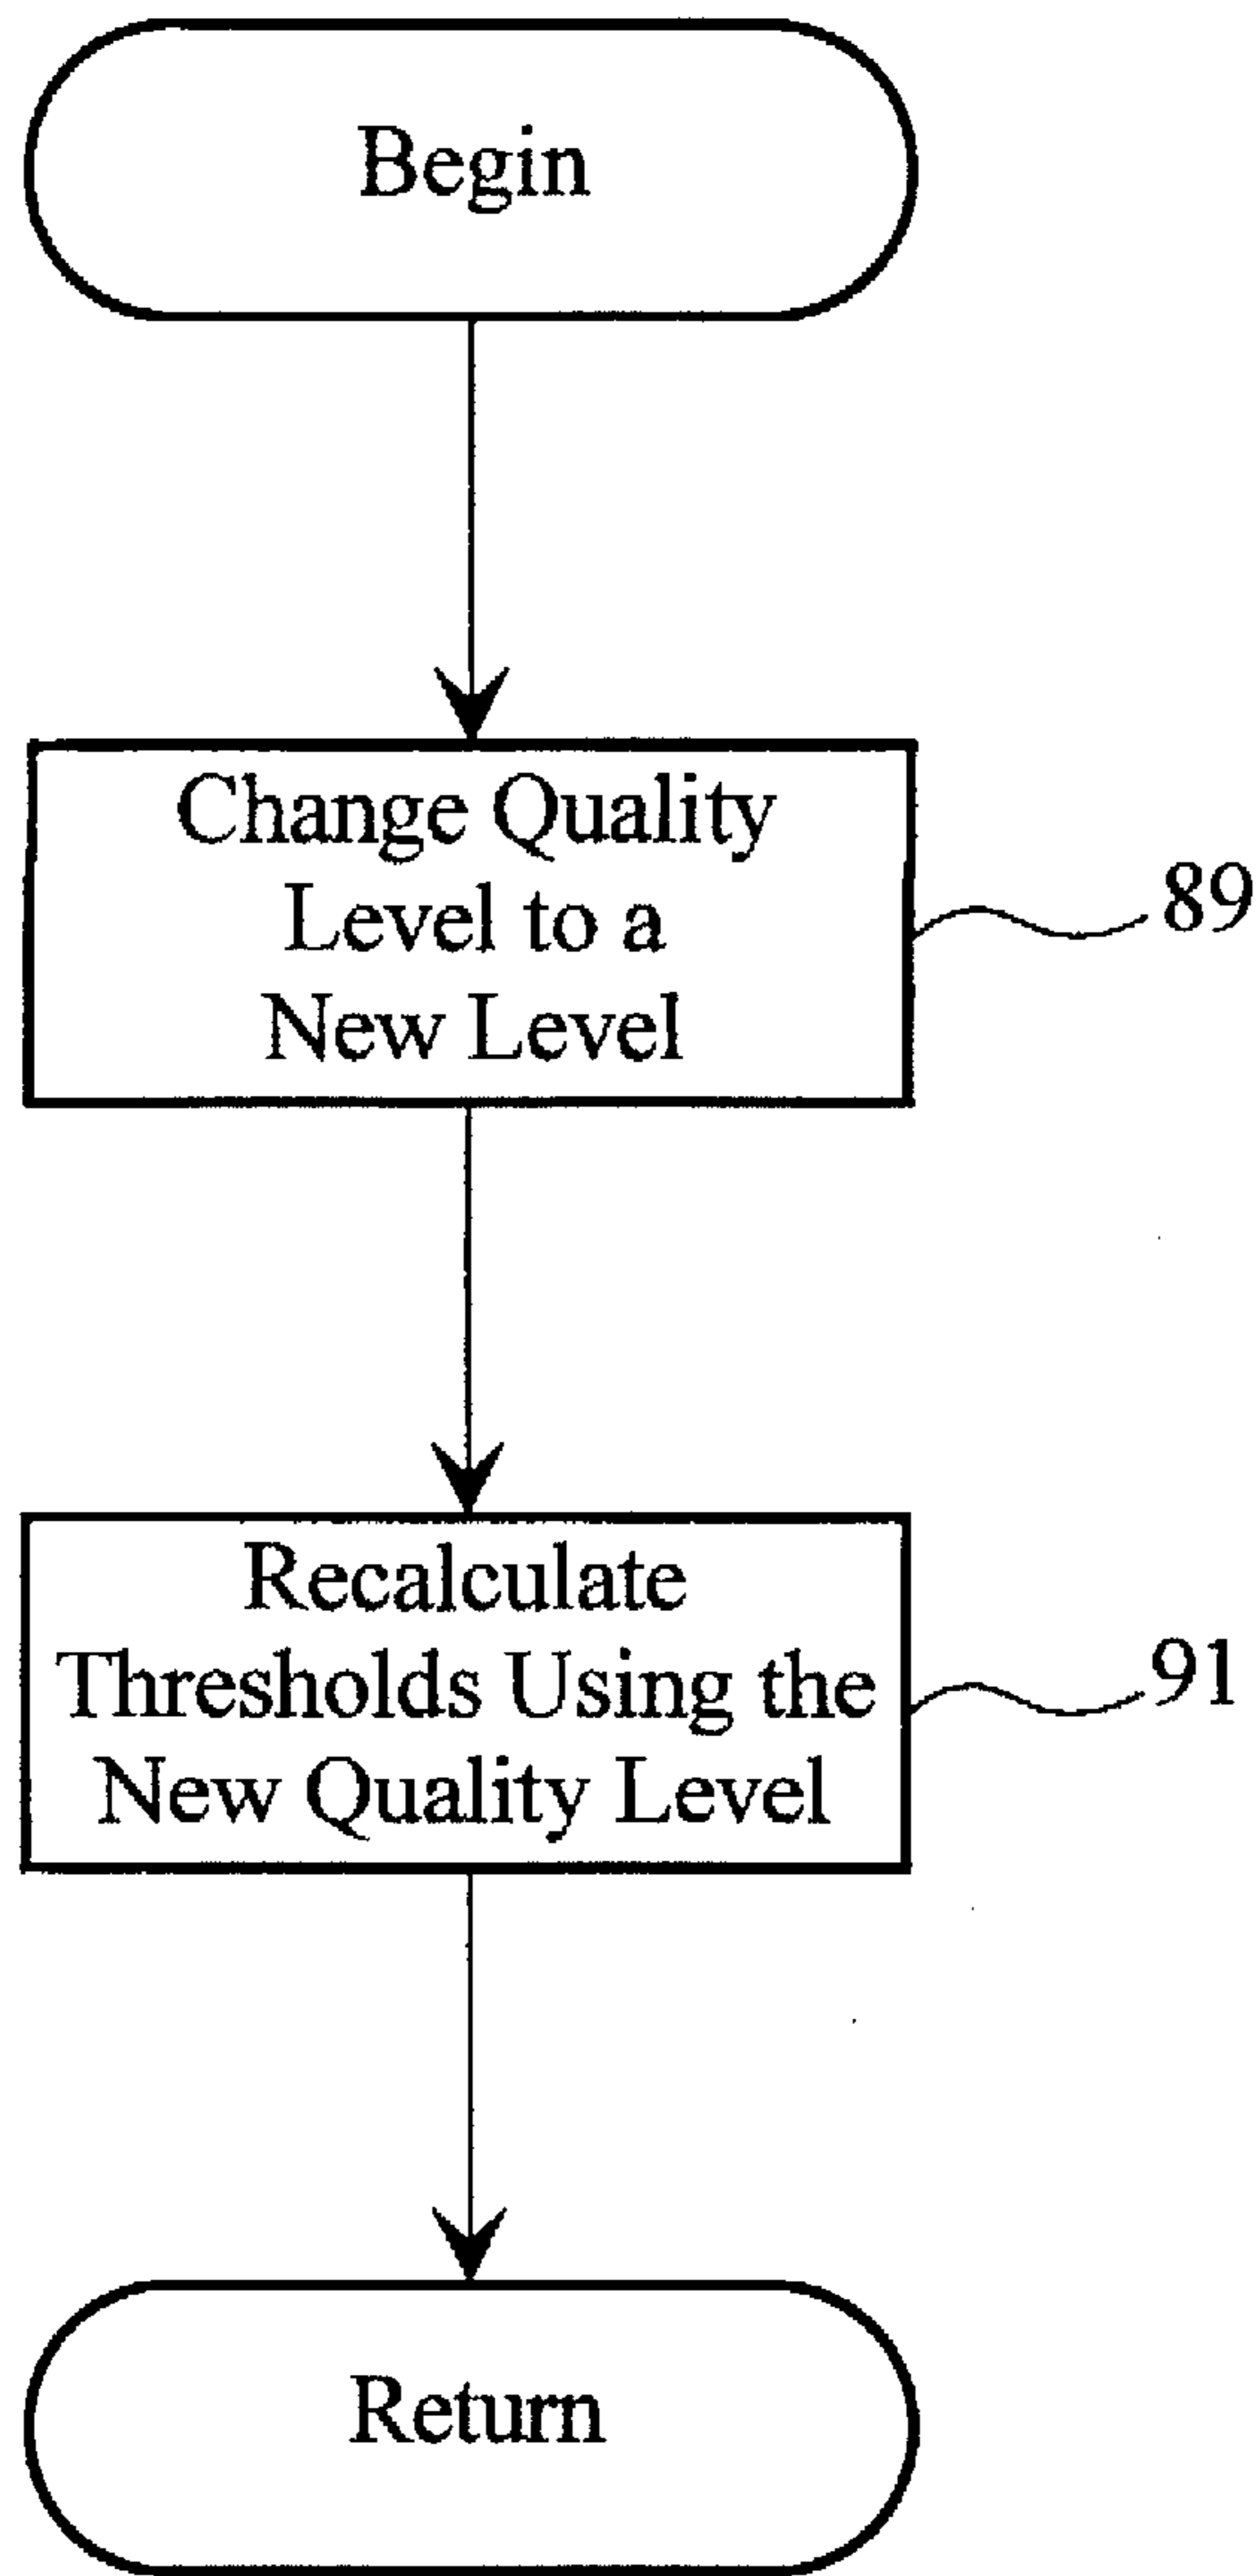 Begin
Change Quality
Level to a
New Level
89
Recalculate
Thresholds Using the
New Quality Level
91
Return